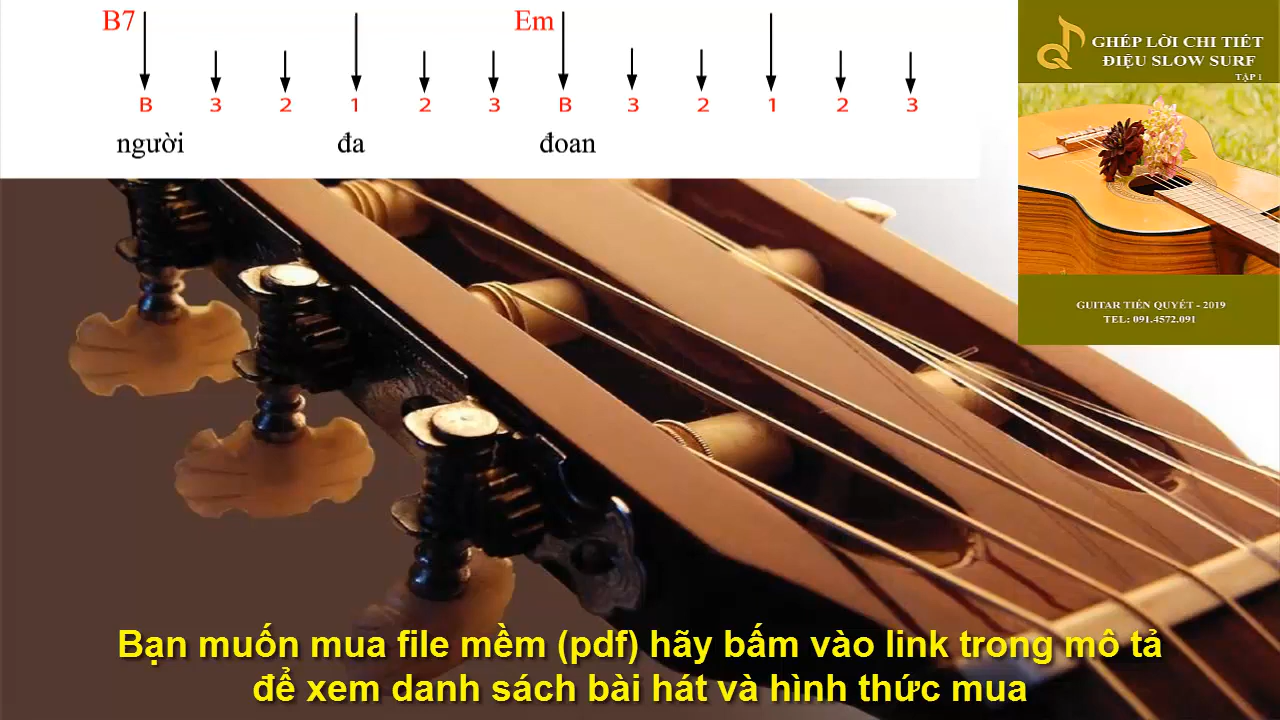 B7 Em
B 3 2 1 2 3 B 3 2 1 2 3
người đa đoan
GHÉP LỜI CHI TIẾT
ĐIỆU SLOW SURF
TẬP 1
GUITAR TIẾN QUYẾT - 2019
TEL: 091.4572.091
Bạn muốn mua file mềm (pdf) hãy bấm vào link trong mô tả
để xem danh sách bài hát và hình thức mua